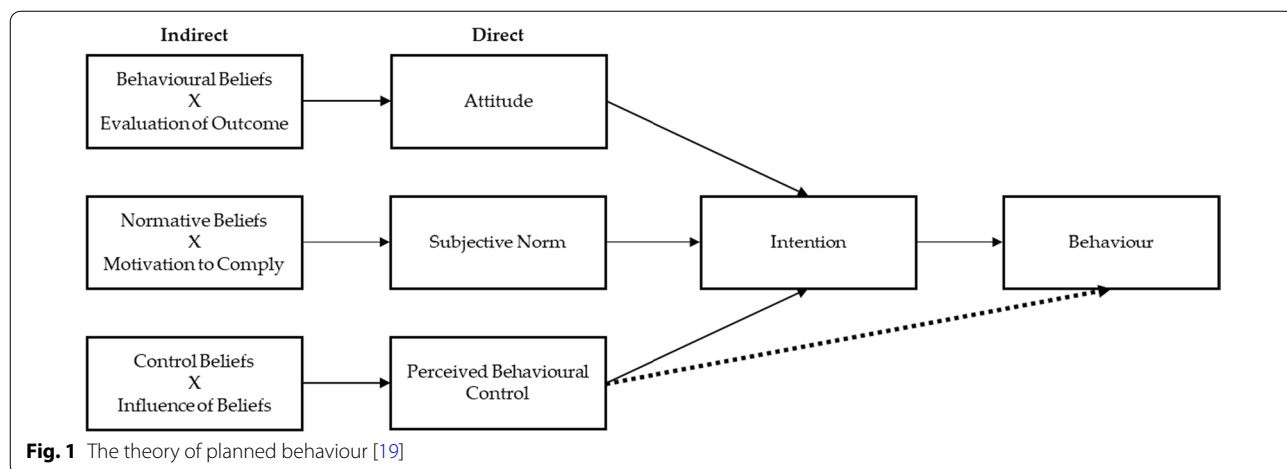 Indirect
Direct
Behavioural Beliefs
X
Evaluation of Outcome
Attitude
Normative Beliefs
X
Motivation to Comply
Subjective Norm
Intention
Behaviour
Control Beliefs
X
Influence of Beliefs
Perceived Behavioural
Control
Fig. 1 The theory of planned behaviour [19]